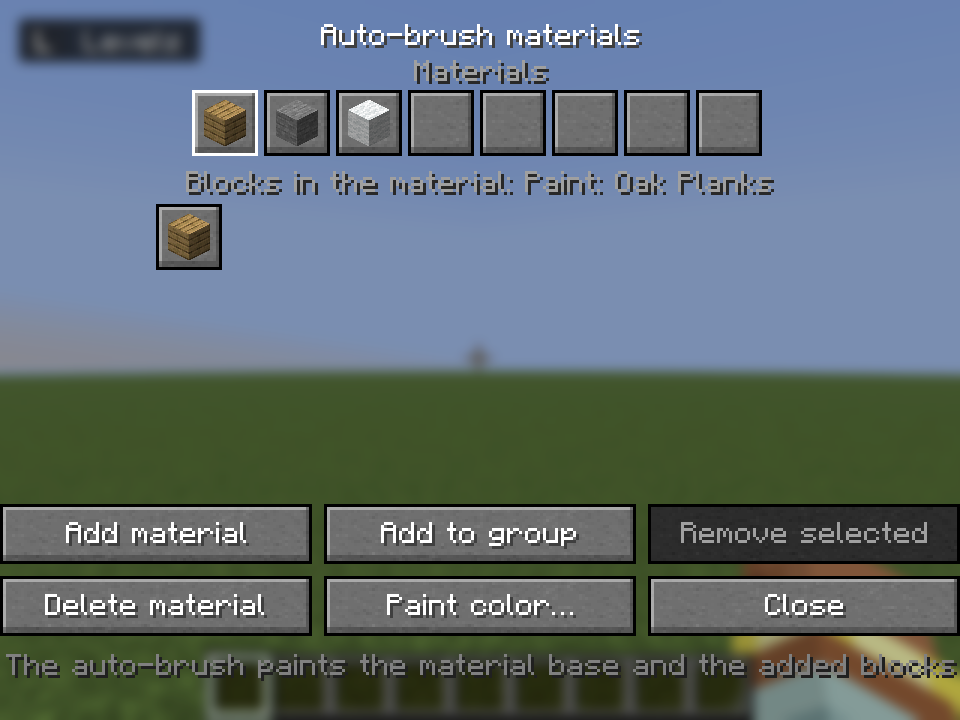 L Levelz
Auto-brush materials
Materials
Blocks in the material: Paint: Oak Planks
Add material
Add to group
Remove selected
Delete material
Paint color...
Close
The auto-brush paints the material base and the added blocks